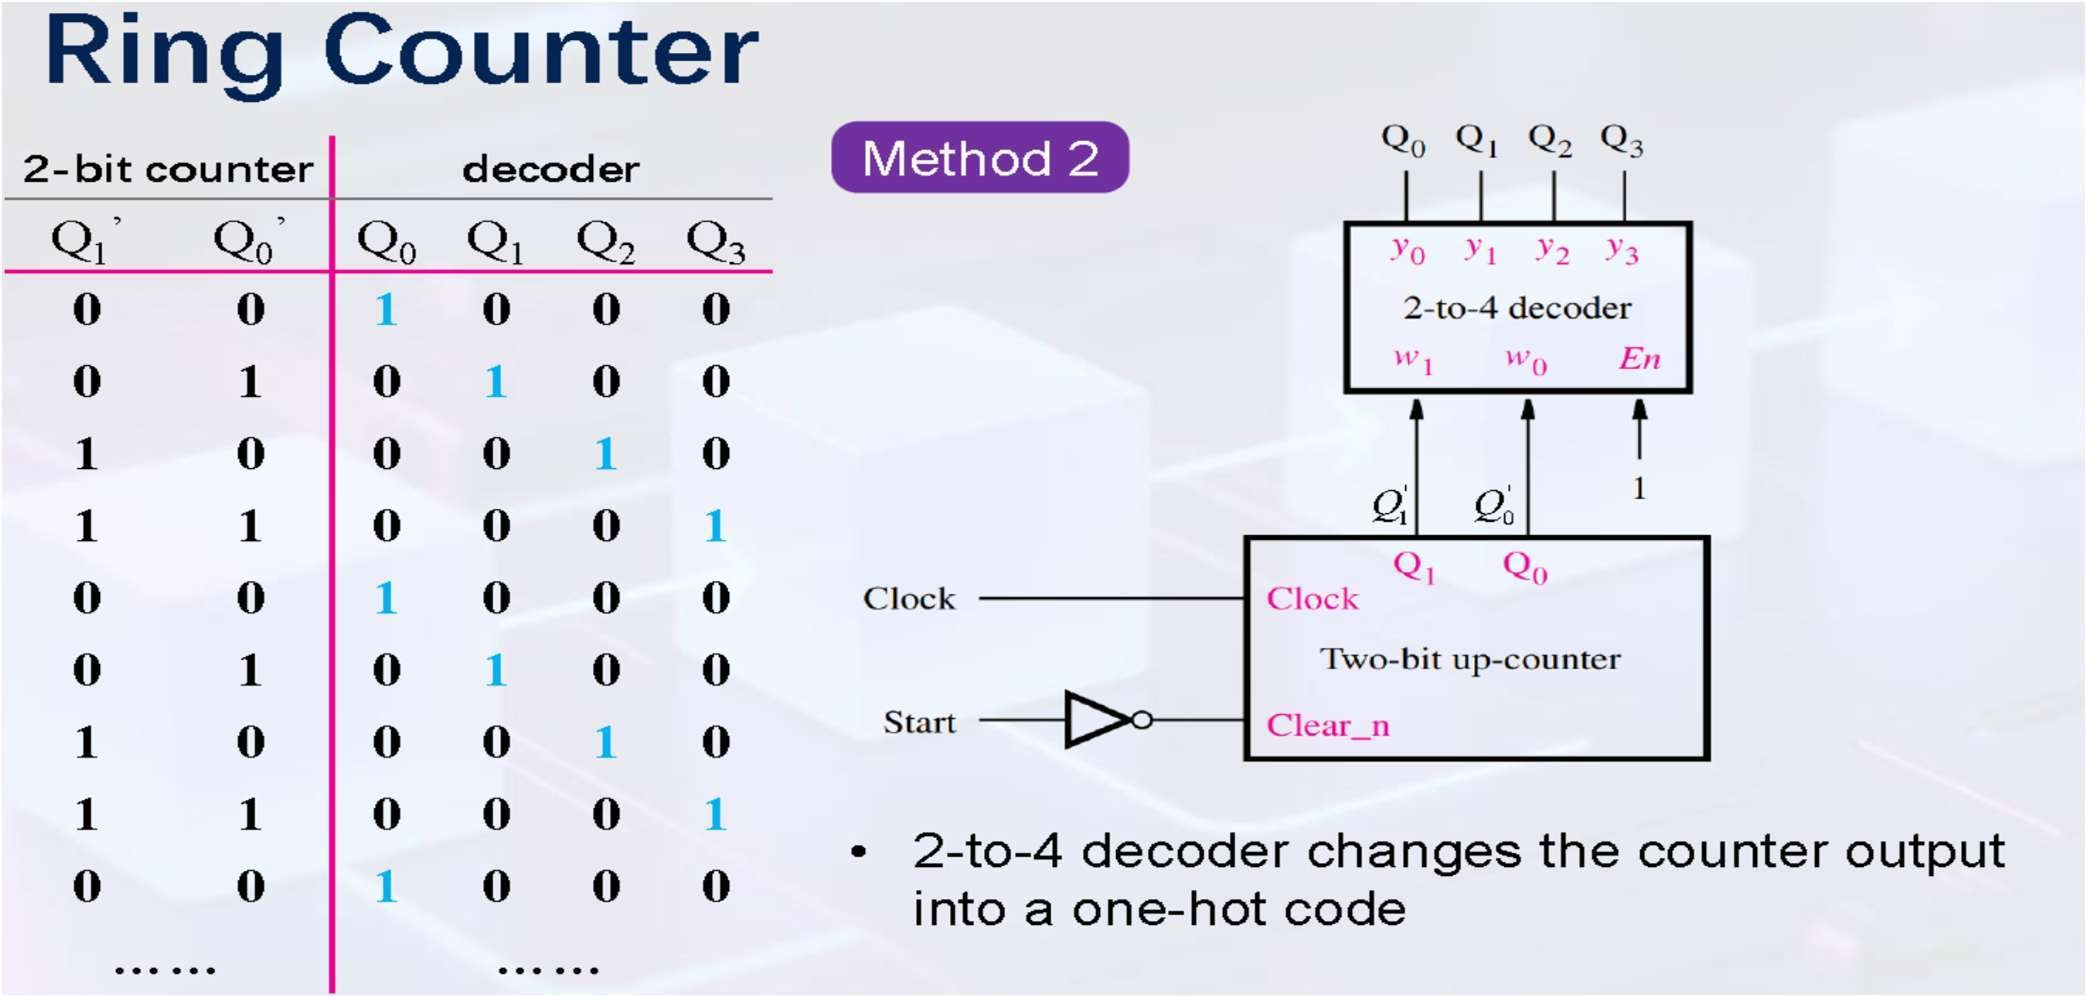 Ring Counter
2-bit counter decoder
Q1’ Q0’ Q0 Q1 Q2 Q3
0 0 1 0 0 0
0 1 0 1 0 0
1 0 0 0 1 0
1 1 0 0 0 1
0 0 1 0 0 0
0 1 0 1 0 0
1 0 0 0 1 0
1 1 0 0 0 1
0 0 1 0 0 0
…… ……
Method 2
Q0 Q1 Q2 Q3
y0 y1 y2 y3
2-to-4 decoder
w1 w0 En
Q1' Q0' 1
Q1 Q0
Clock Clock
Two-bit up-counter
Start Clear_n
• 2-to-4 decoder changes the counter output
into a one-hot code